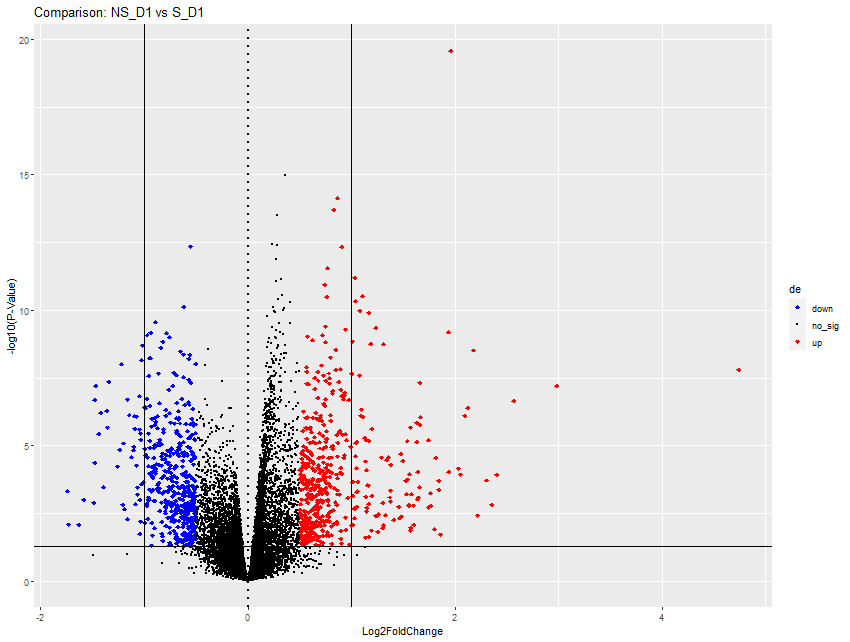 Comparison: NS_D1 vs S_D1
20
15
10
5
0
-log10(P-Value)
-2
0
2
4
Log2FoldChange
de
down
no_sig
up